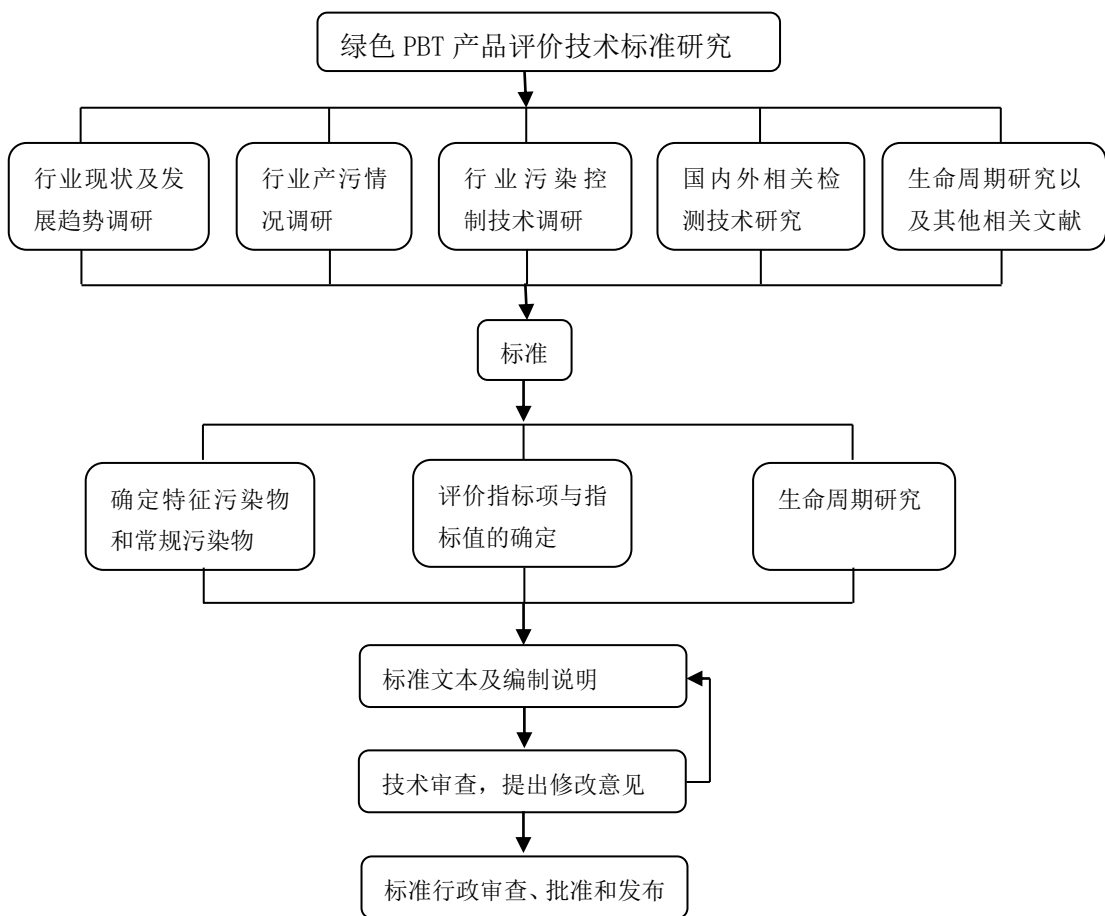 绿色 PBT 产品评价技术标准研究
行业现状及发
展趋势调研
行业产污情
况调研
行业污染控
制技术调研
国内外相关检
测技术研究
生命周期研究以
及其他相关文献
标准
确定特征污染物
和常规污染物
评价指标项与指
标值的确定
生命周期研究
标准文本及编制说明
技术审查，提出修改意见
标准行政审查、批准和发布